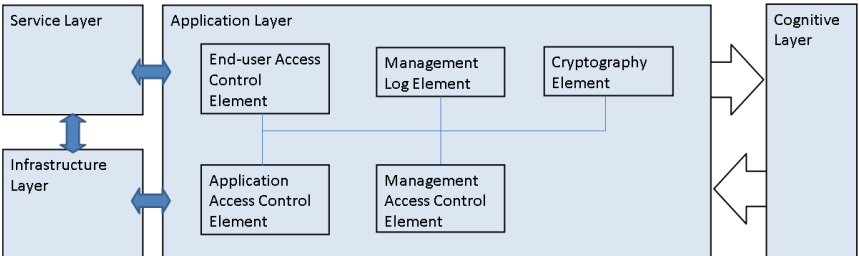 Service Layer
Application Layer
Cognitive
Layer
End-user Access
Control
Element
Management
Log Element
Cryptography
Element
Infrastructure
Layer
Application
Access Control
Element
Management
Access Control
Element